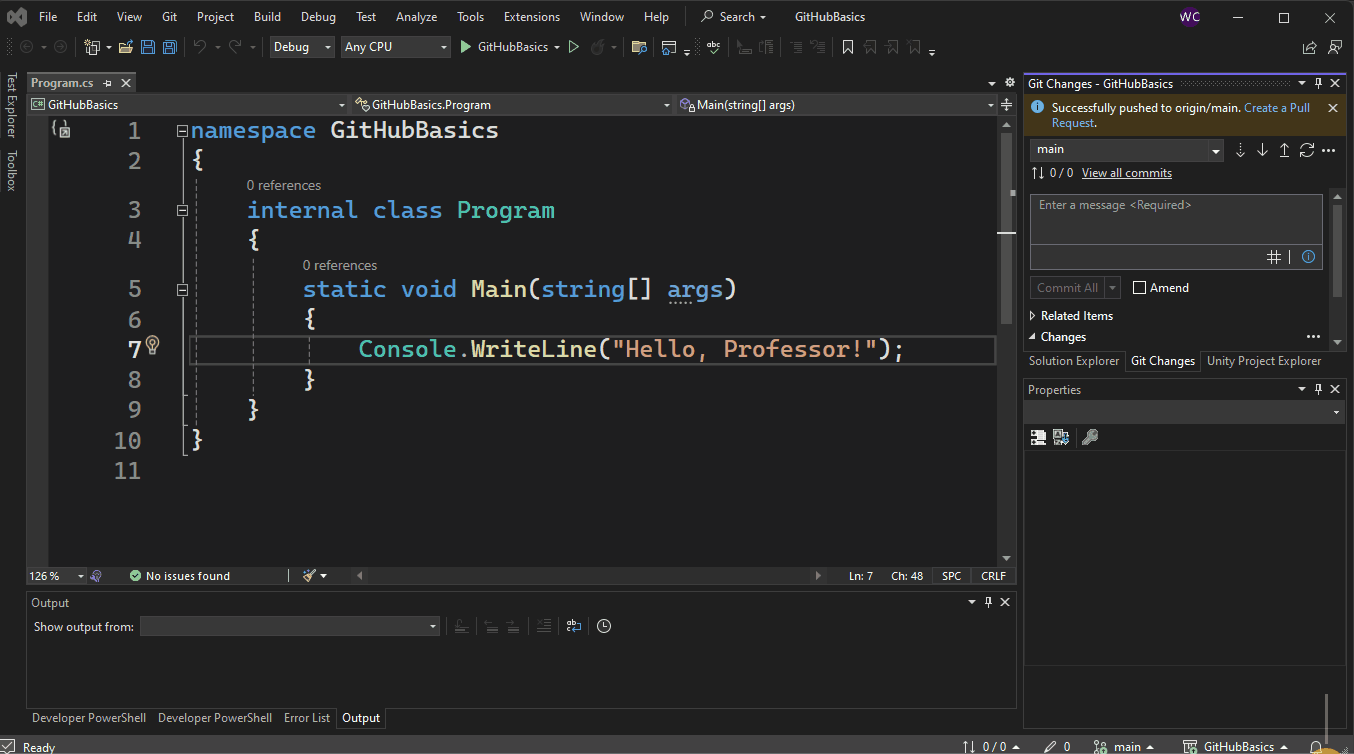 File Edit View Git Project Build Debug Test Analyze Tools Extensions Window Help Search GitHubBasics WC
Debug Any CPU GitHubBasics
Test Explorer
Toolbox
Program.cs
GitHubBasics GitHubBasics.Program Main(string[] args)
1 namespace GitHubBasics
2 {
0 references
3 internal class Program
4 {
0 references
5 static void Main(string[] args)
6 {
7 Console.WriteLine("Hello, Professor!");
8 }
9 }
10 }
11
126 % No issues found Ln: 7 Ch: 48 SPC CRLF
Output
Show output from:
Developer PowerShell Developer PowerShell Error List Output
Git Changes - GitHubBasics
Successfully pushed to origin/main. Create a Pull
Request.
main
0 / 0 View all commits
Enter a message <Required>
Commit All Amend
Related Items
Changes
Solution Explorer Git Changes Unity Project Explorer
Properties
Ready 0 / 0 0 main GitHubBasics